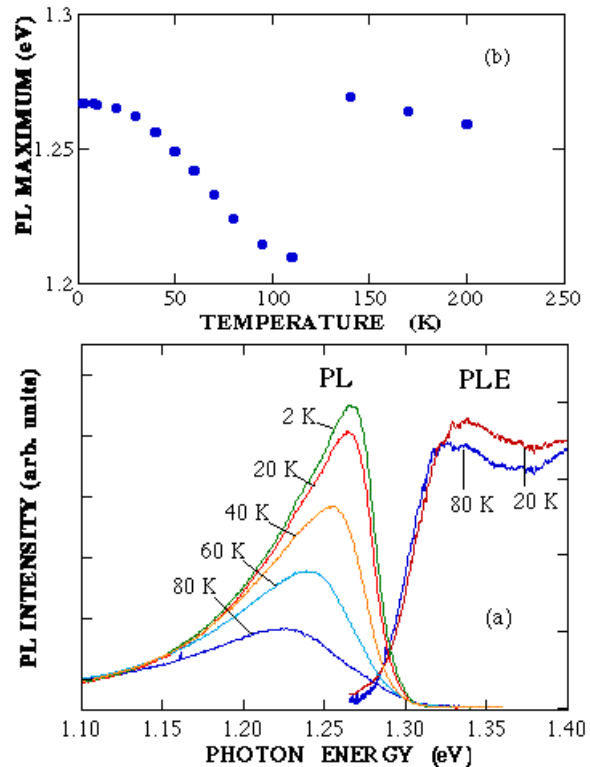 1.3
(b)
PL MAXIMUM (eV)
1.25
1.2
0 50 100 150 200 250
TEMPERATURE (K)
PL PLE
2 K
20 K
40 K
60 K
80 K
80 K 20 K
(a)
PL INTENSITY (arb. units)
1.10 1.20 1.25 1.30 1.35 1.40
PHOTON ENERGY (eV)